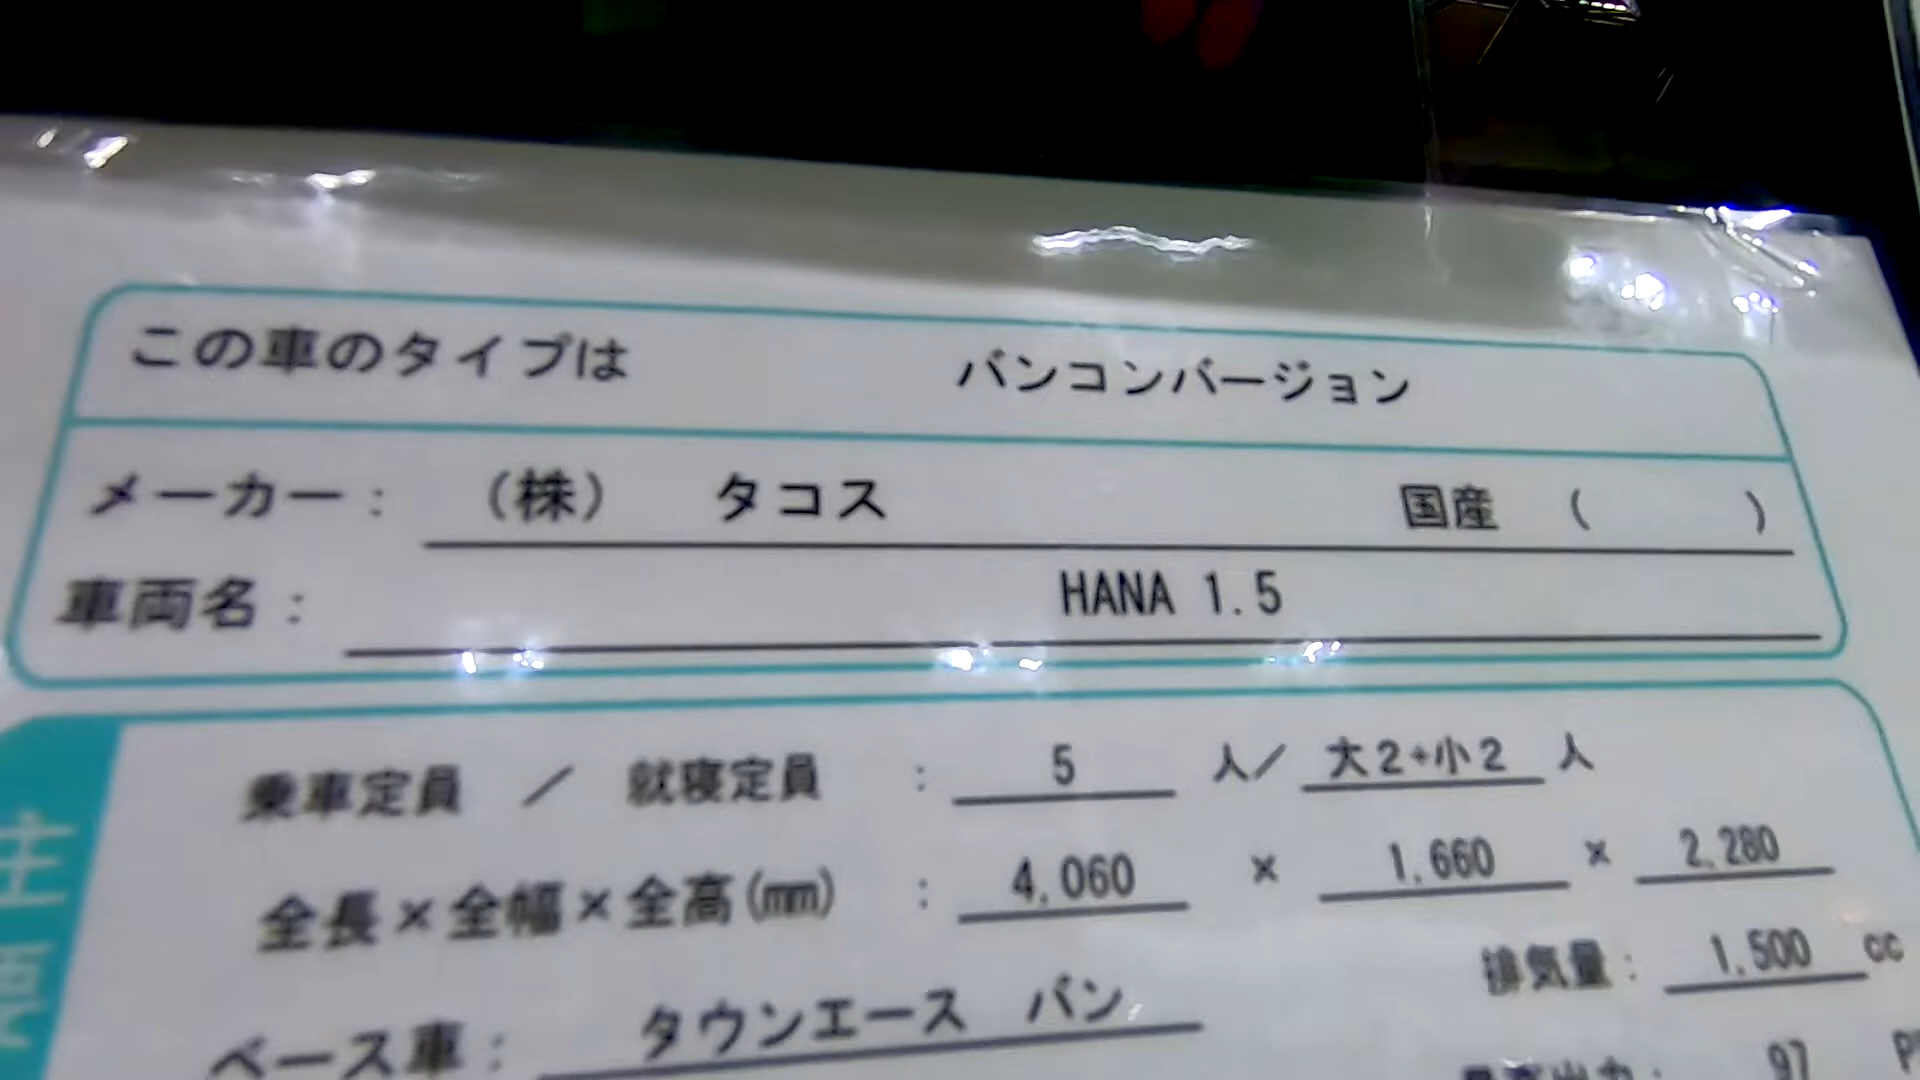 この車のタイプは バンコンバージョン
メーカー： （株） タコス 国産 （ ）
車両名： HANA 1.5
乗車定員 ／ 就寝定員 ： 5 人／ 大2+小2 人
全長×全幅×全高(mm) ： 4,060 × 1,660 × 2,280
排気量： 1,500 cc
ベース車： タウンエース バン
97
主
要